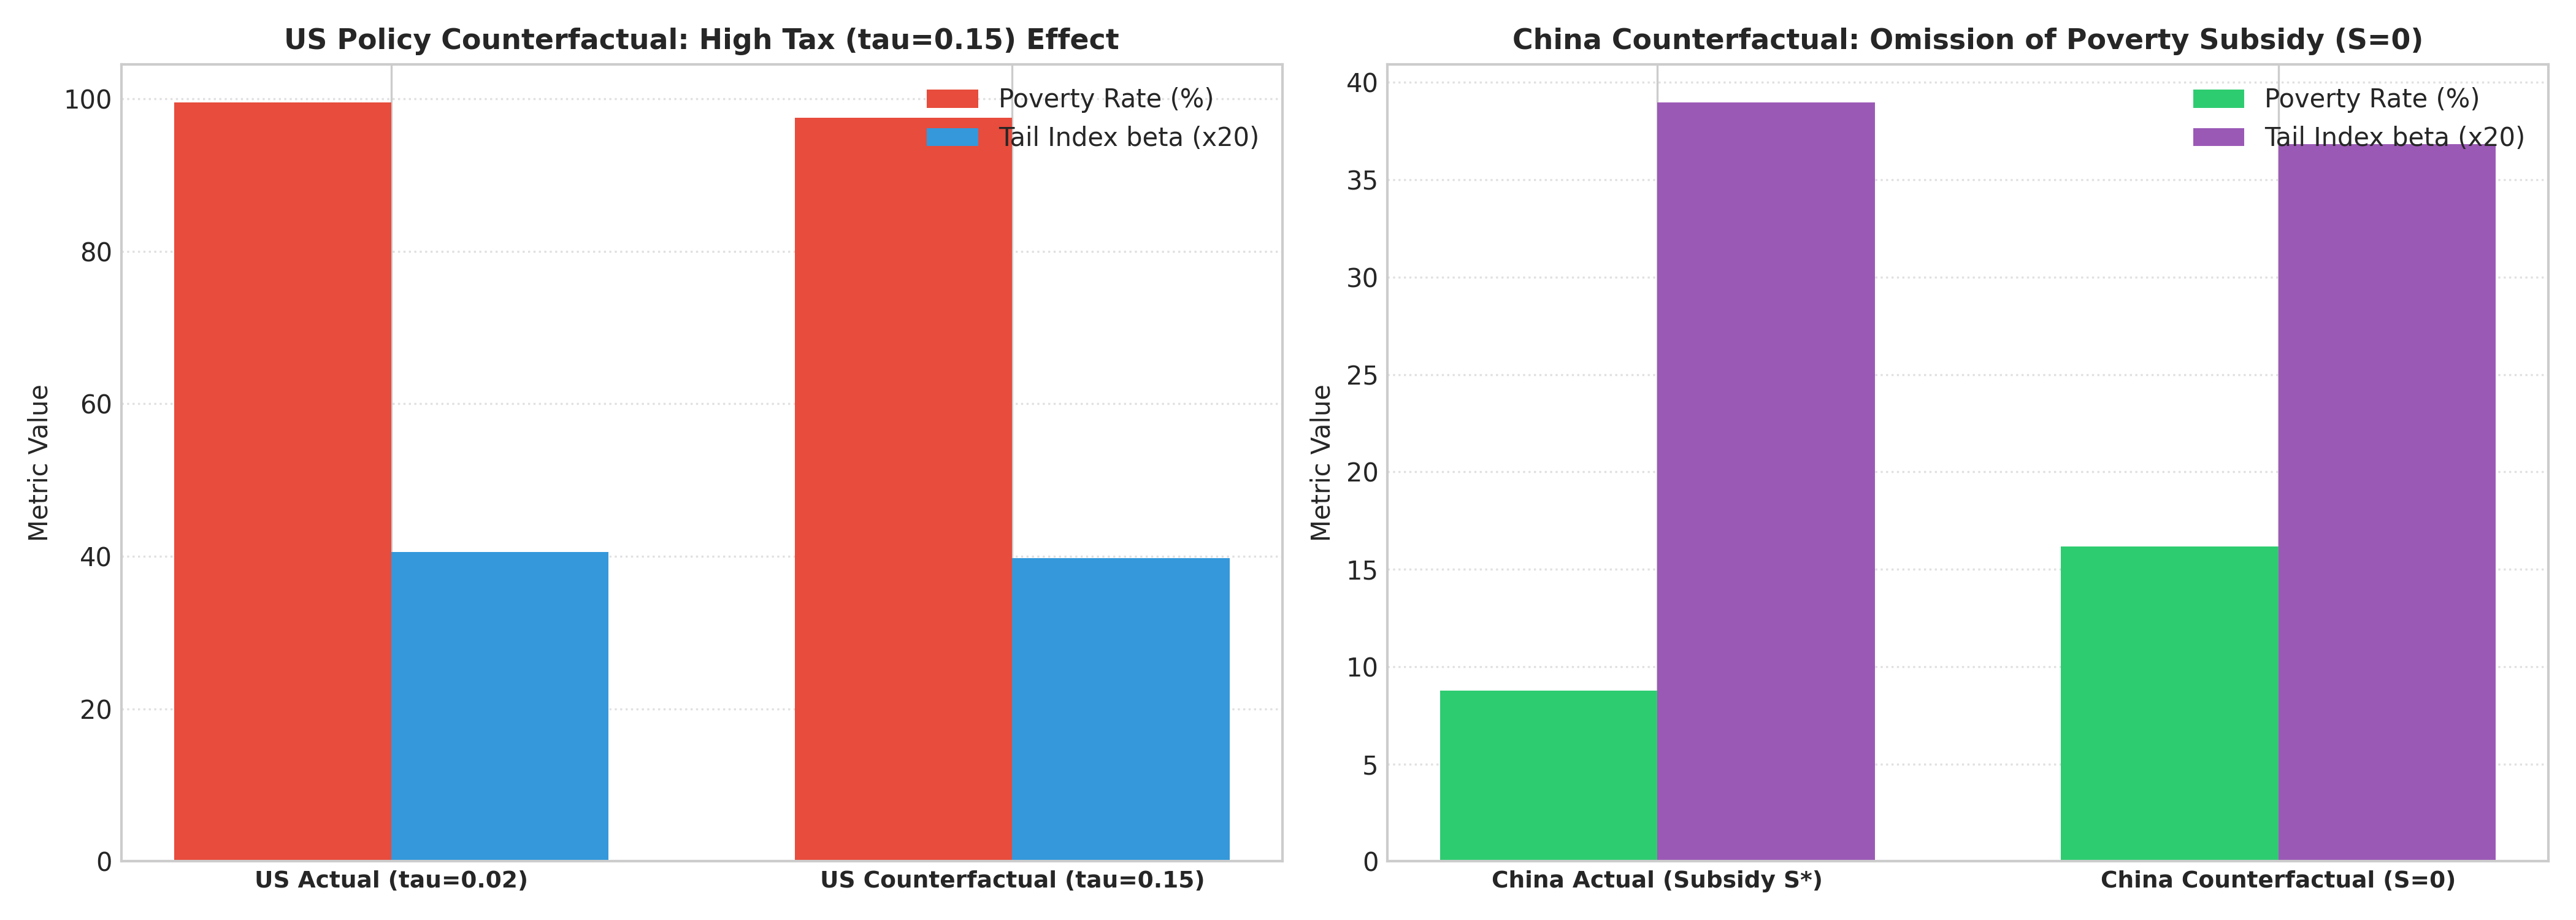 US Policy Counterfactual: High Tax (tau=0.15) Effect
Metric Value
100
80
60
40
20
0
Poverty Rate (%)
Tail Index beta (x20)
US Actual (tau=0.02)
US Counterfactual (tau=0.15)
China Counterfactual: Omission of Poverty Subsidy (S=0)
Metric Value
40
35
30
25
20
15
10
5
0
Poverty Rate (%)
Tail Index beta (x20)
China Actual (Subsidy S*)
China Counterfactual (S=0)